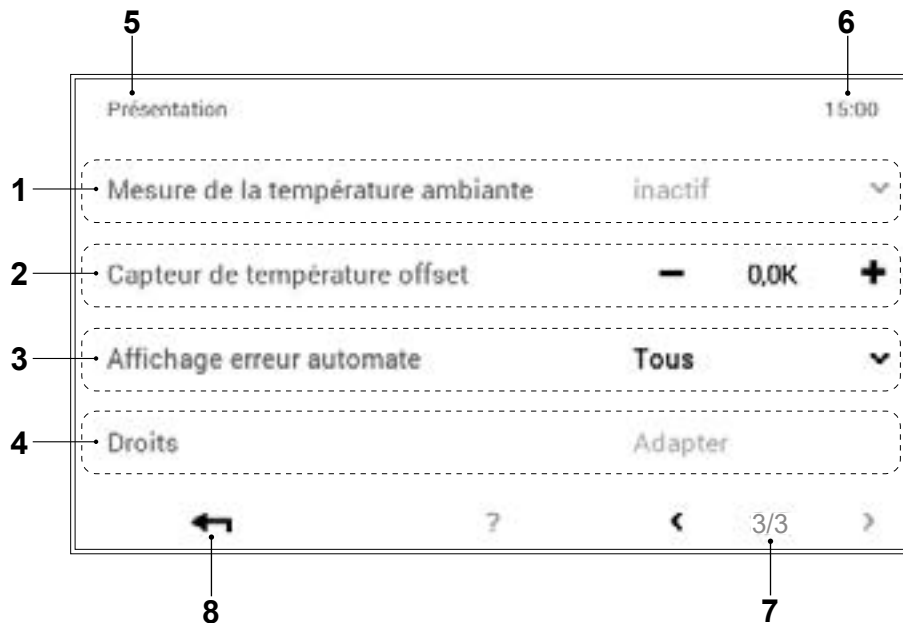 5 6
Présentation 15:00
1 Mesure de la température ambiante inactif
2 Capteur de température offset − 0,0K +
3 Affichage erreur automate Tous
4 Droits Adapter
? < 3/3 >
8 7